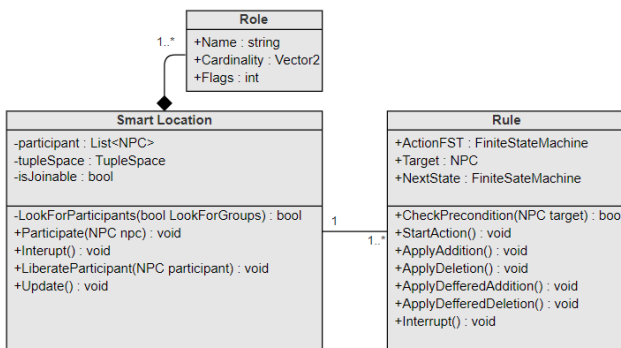 Role
1..*
+Name : string
+Cardinality : Vector2
+Flags : int
Smart Location
-participant : List<NPC>
-tupleSpace : TupleSpace
-isJoinable : bool
-LookForParticipants(bool LookForGroups) : bool
+Participate(NPC npc) : void
+Interupt() : void
+LiberateParticipant(NPC participant) : void
+Update() : void
1
1..*
Rule
+ActionFST : FiniteStateMachine
+Target : NPC
+NextState : FiniteSateMachine
+CheckPrecondition(NPC target) : bool
+StartAction() : void
+ApplyAddition() : void
+ApplyDeletion() : void
+ApplyDefferedAddition() : void
+ApplyDefferedDeletion() : void
+Interrupt() : void